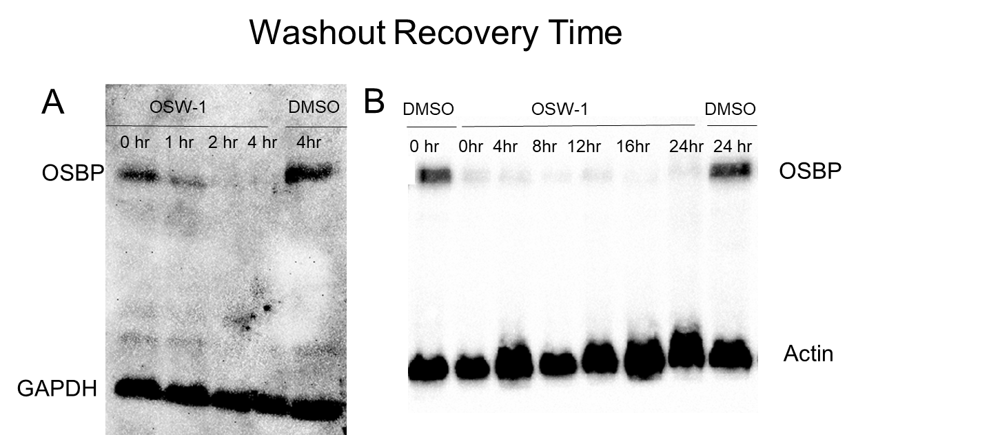 Washout Recovery Time
A
OSW-1 DMSO
0 hr 1 hr 2 hr 4 hr 4hr
OSBP
GAPDH
B
DMSO OSW-1 DMSO
0 hr 0hr 4hr 8hr 12hr 16hr 24hr 24 hr
OSBP
Actin